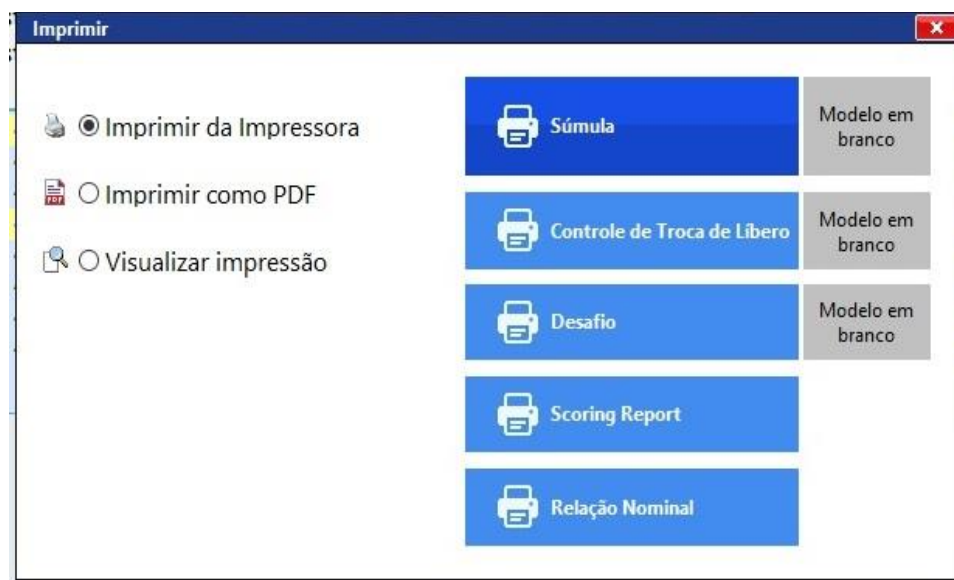 Imprimir
Imprimir da Impressora
PDF
Imprimir como PDF
Visualizar impressão
Súmula
Modelo em
branco
Controle de Troca de Líbero
Modelo em
branco
Desafio
Modelo em
branco
Scoring Report
Relação Nominal